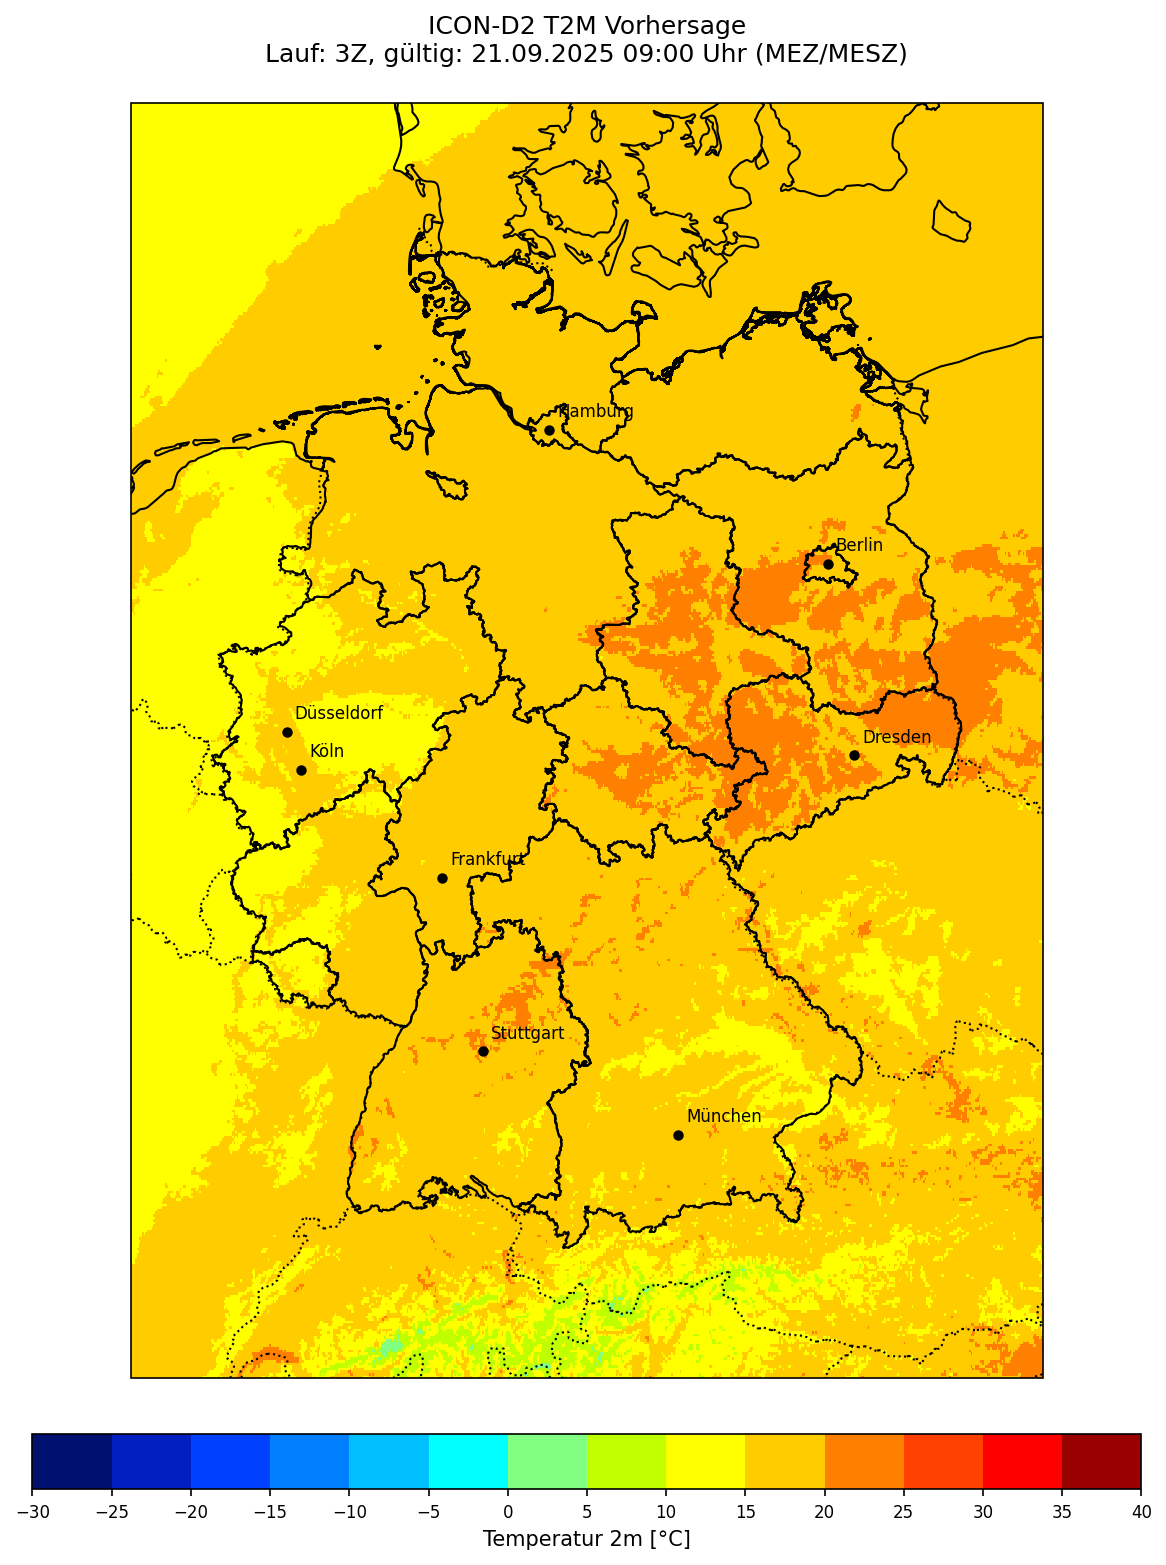 ICON-D2 T2M Vorhersage
Lauf: 3Z, gültig: 21.09.2025 09:00 Uhr (MEZ/MESZ)
Hamburg
Berlin
Düsseldorf
Dresden
Köln
Frankfurt
Stuttgart
München
−30 −25 −20 −15 −10 −5 0 5 10 15 20 25 30 35 40
Temperatur 2m [°C]